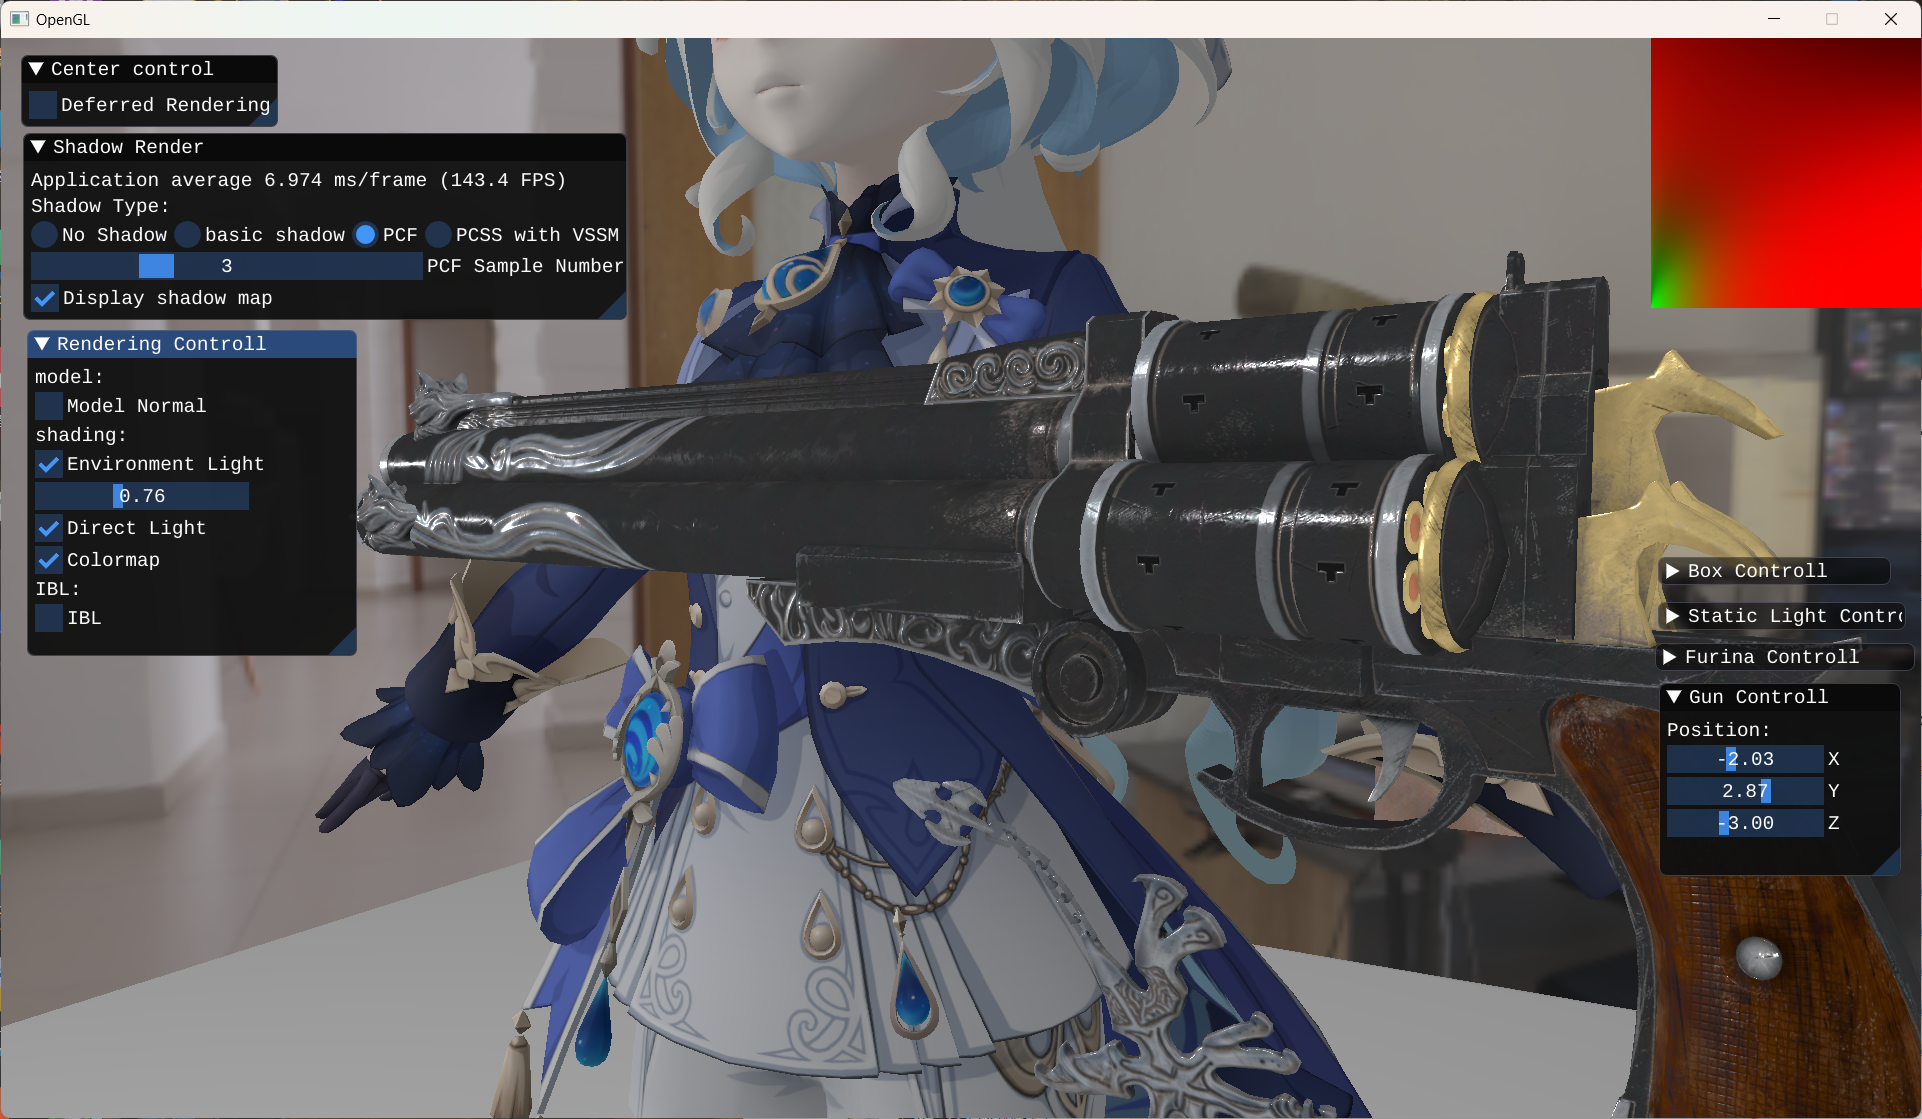 OpenGL
Center control
Deferred Rendering
Shadow Render
Application average 6.974 ms/frame (143.4 FPS)
Shadow Type:
No Shadow basic shadow PCF PCSS with VSSM
3 PCF Sample Number
Display shadow map
Rendering Controll
model:
Model Normal
shading:
Environment Light
0.76
Direct Light
Colormap
IBL:
IBL
Box Controll
Static Light Contro
Furina Controll
Gun Controll
Position:
-2.03 X
2.87 Y
-3.00 Z